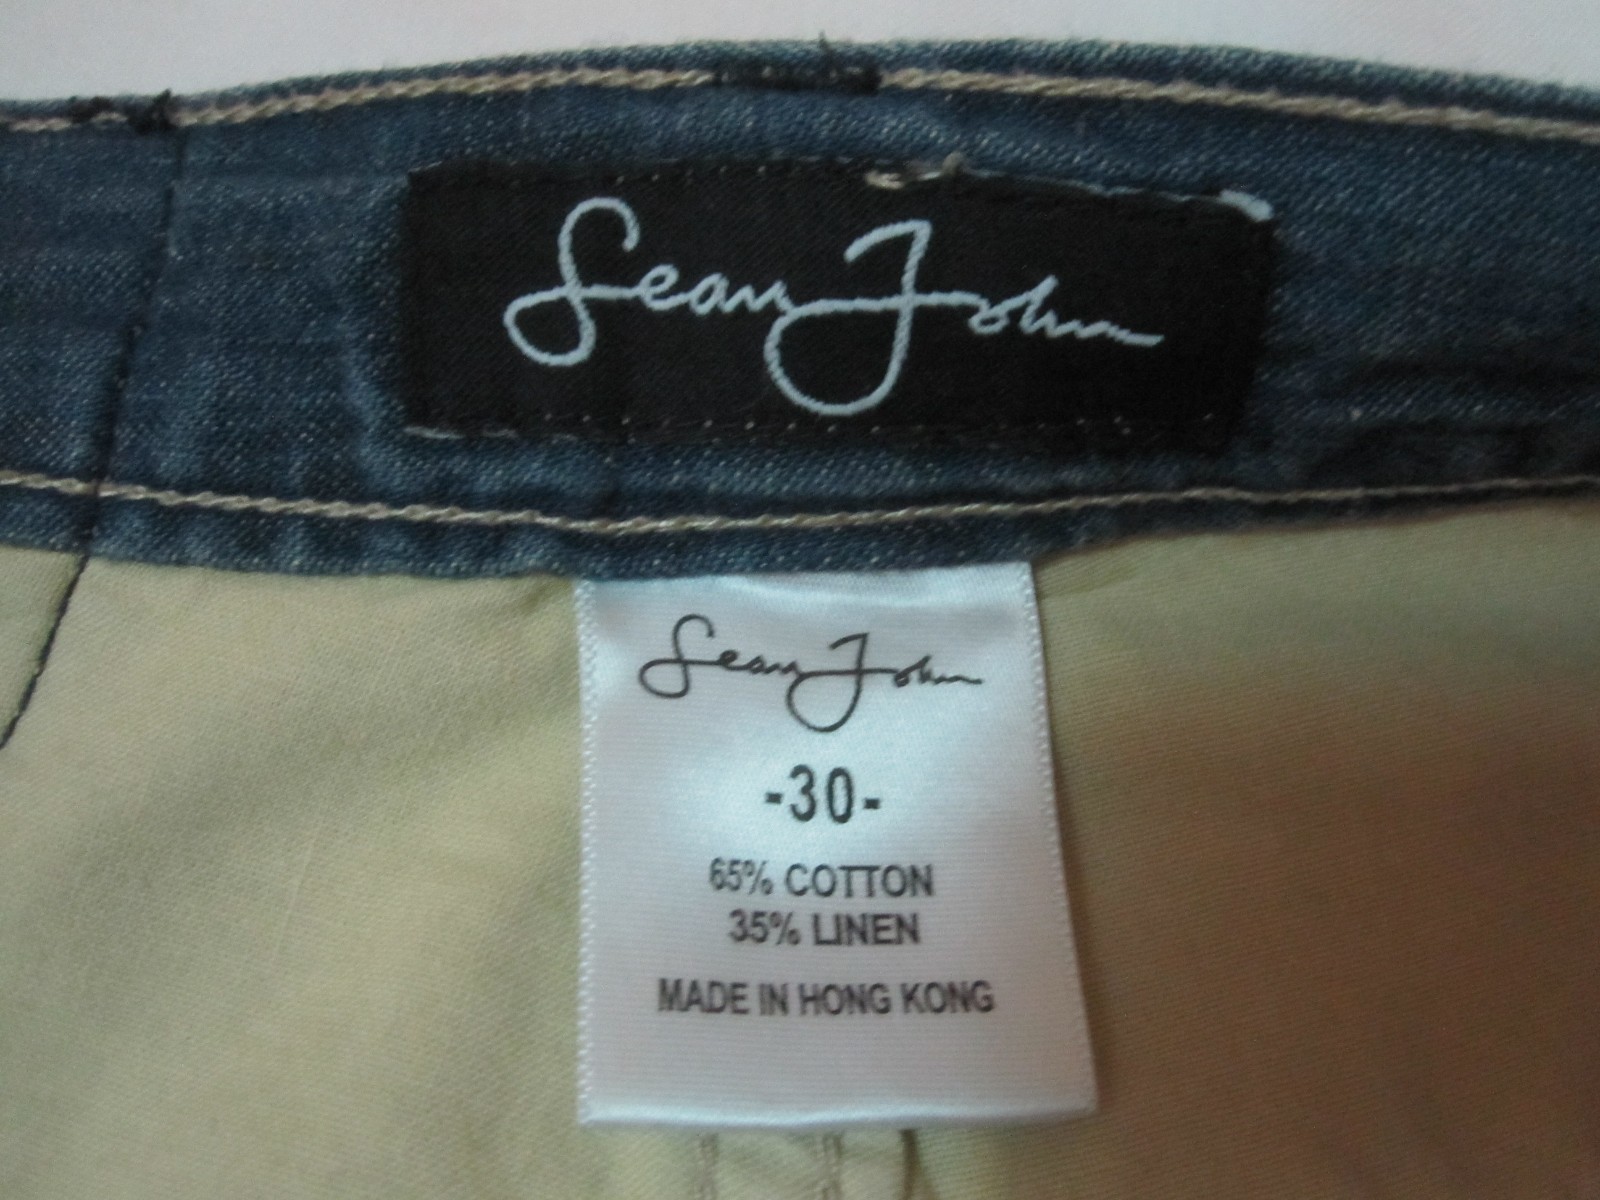 Sean John
Sean John
-30-
65% COTTON
35% LINEN
MADE IN HONG KONG